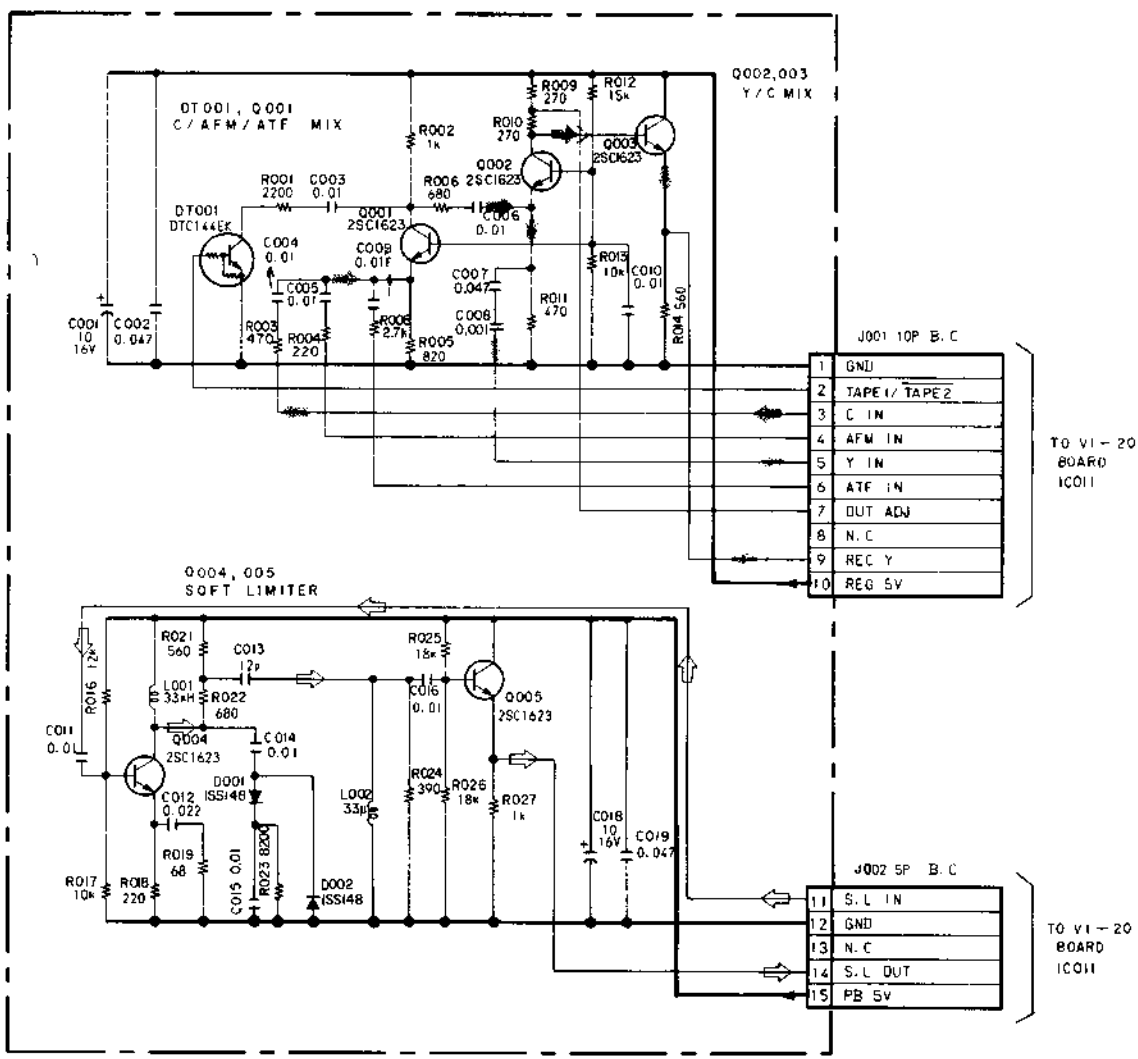 Q002,003
Y/C MIX
DT001, Q001
C/AFM/ATF MIX
R009
270
R012
15k
R010
270
R002
1k
Q003
2SC1623
Q002
2SC1623
R001
2200
C003
0.01
R006
680
C006
0.01
DT001
DTC144EK
Q001
2SC1623
C004
0.01
C009
0.01F
C005
0.01
C007
0.047
R013
10k
C010
0.01
C008
0.001
R011
470
R014 560
C001
10
16V
C002
0.047
R003
470
R004
220
2.7k
R005
820
J001 10P B.C
1 GND
2 TAPE1/TAPE2
3 C IN
4 AFM IN
5 Y IN
6 ATF IN
7 OUT ADJ
8 N.C
9 REC Y
10 REG 5V
TO VI-20
BOARD
IC011
Q004,005
SOFT LIMITER
R016 12k
R021
560
C013
12p
R025
18k
L001
33μH
R022
680
C016
0.01
Q005
2SC1623
C011
0.01
Q004
2SC1623
C014
0.01
D001
ISS148
L002
33μ
R024
390
R026
18k
R027
1k
C012
0.022
C018
10
16V
C019
0.047
R019
68
R017
10k
R018
220
C015 0.01
R023 8200
D002
ISS148
J002 5P B.C
11 S.L IN
12 GND
13 N.C
14 S.L OUT
15 PB 5V
TO VI-20
BOARD
IC011